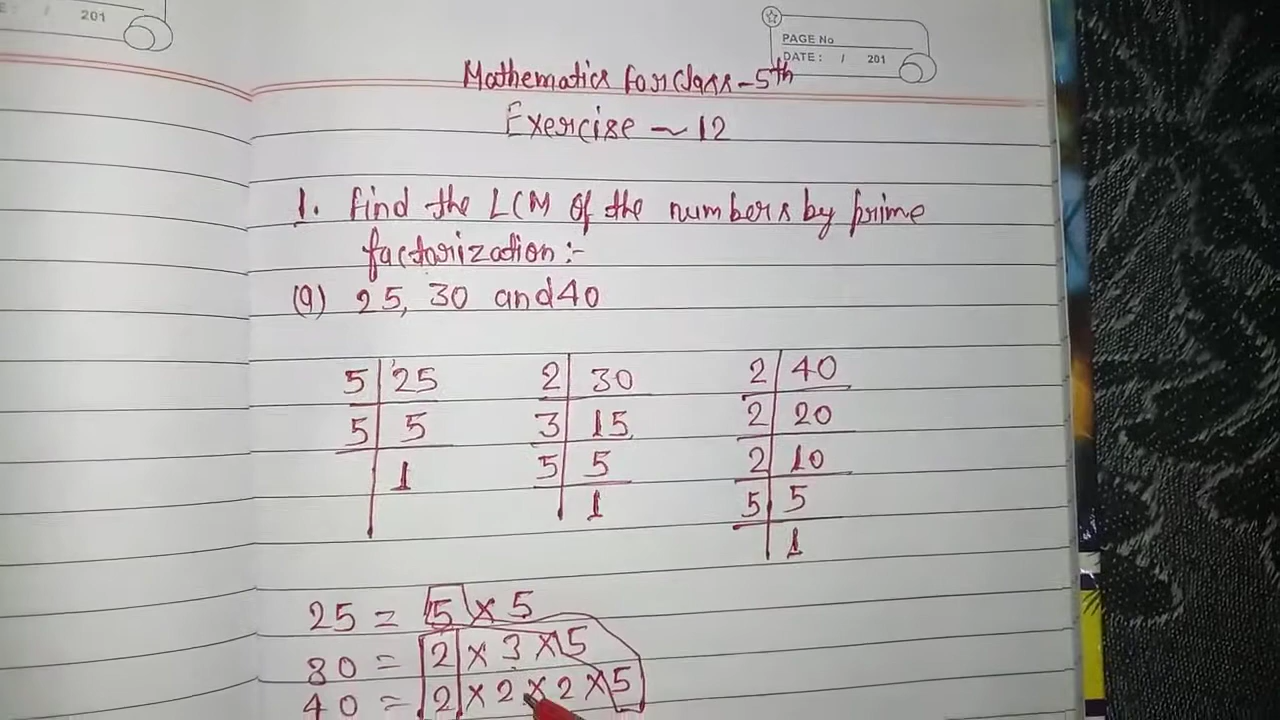 201
PAGE No
DATE : / 201
Mathematics For Class-5th
Exercise ~ 12
1. Find the LCM of the numbers by prime
factorization :-
(a) 25, 30 and 40
5 25 2 30 2 40
5 5 3 15 2 20
1 5 5 2 10
1 5 5
1
25 = 5 × 5
30 = 2 × 3 × 5
40 = 2 × 2 × 2 × 5